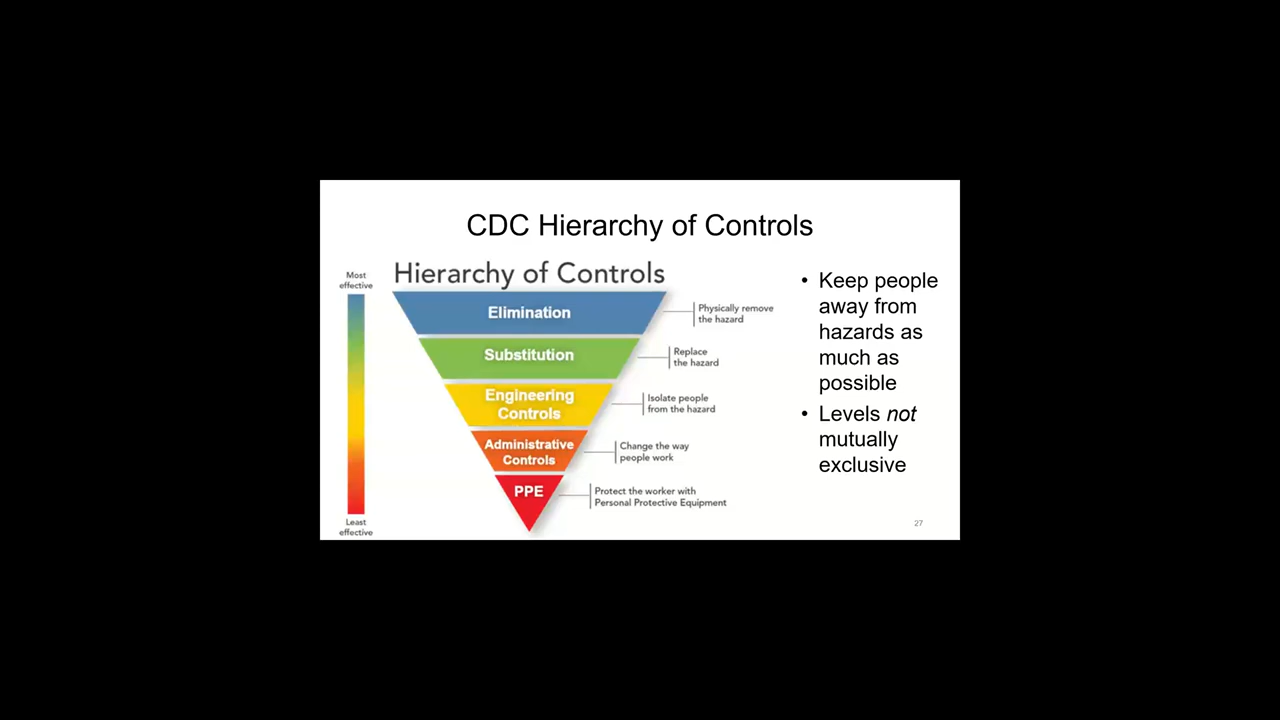 CDC Hierarchy of Controls
Hierarchy of Controls
Most
effective
Elimination
Physically remove
the hazard
Substitution
Replace
the hazard
Engineering
Controls
Isolate people
from the hazard
Administrative
Controls
Change the way
people work
PPE
Protect the worker with
Personal Protective Equipment
Least
effective
• Keep people
away from
hazards as
much as
possible
• Levels not
mutually
exclusive
27